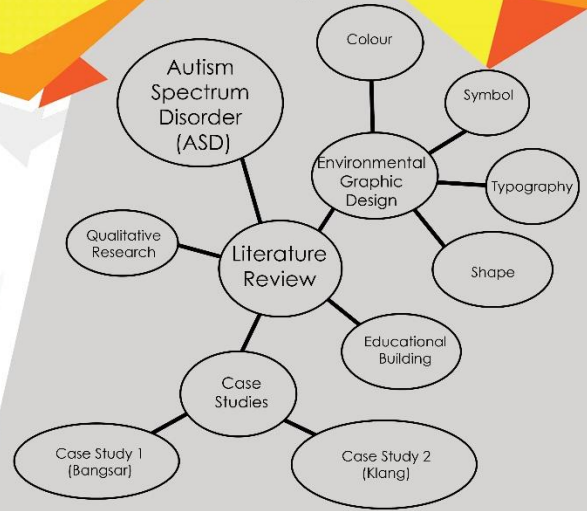 Colour
Autism
Spectrum
Disorder
(ASD)
Symbol
Environmental
Graphic
Design
Typography
Qualitative
Research
Literature
Review
Shape
Educational
Building
Case
Studies
Case Study 1
(Bangsar)
Case Study 2
(Klang)